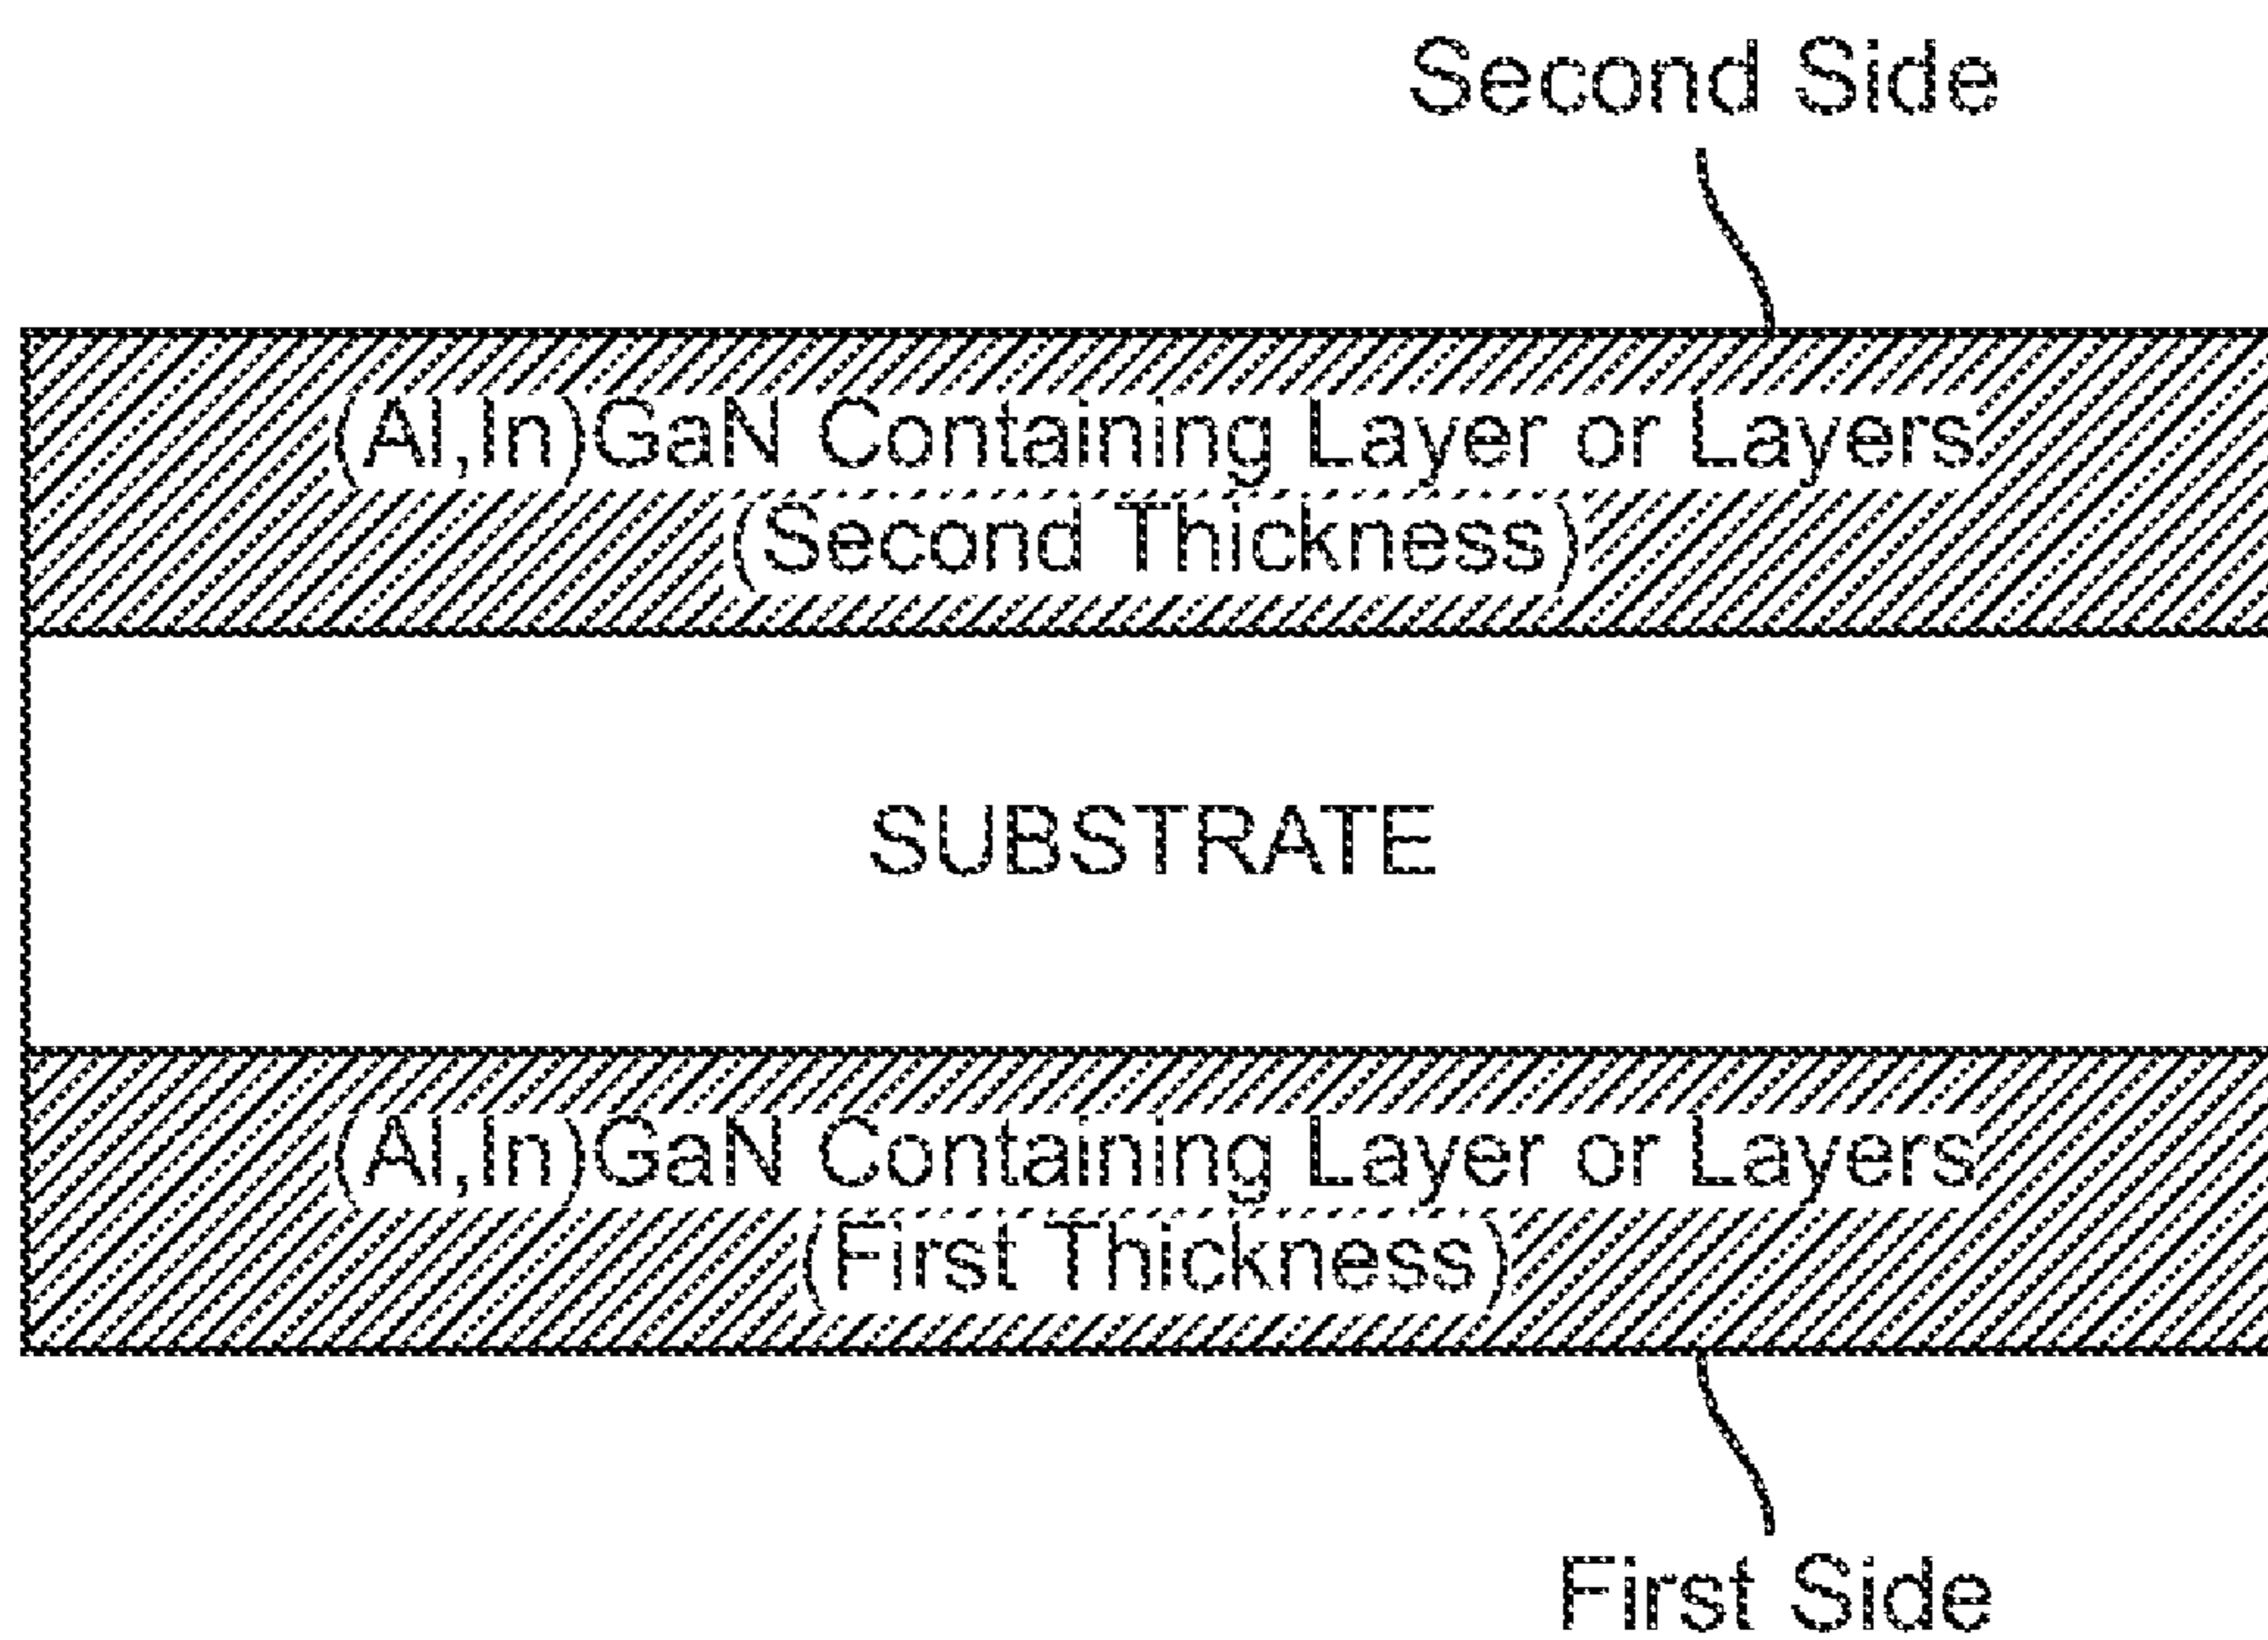 Second Side
(Al,In)GaN Containing Layer or Layers
(Second Thickness)
SUBSTRATE
(Al,In)GaN Containing Layer or Layers
(First Thickness)
First Side